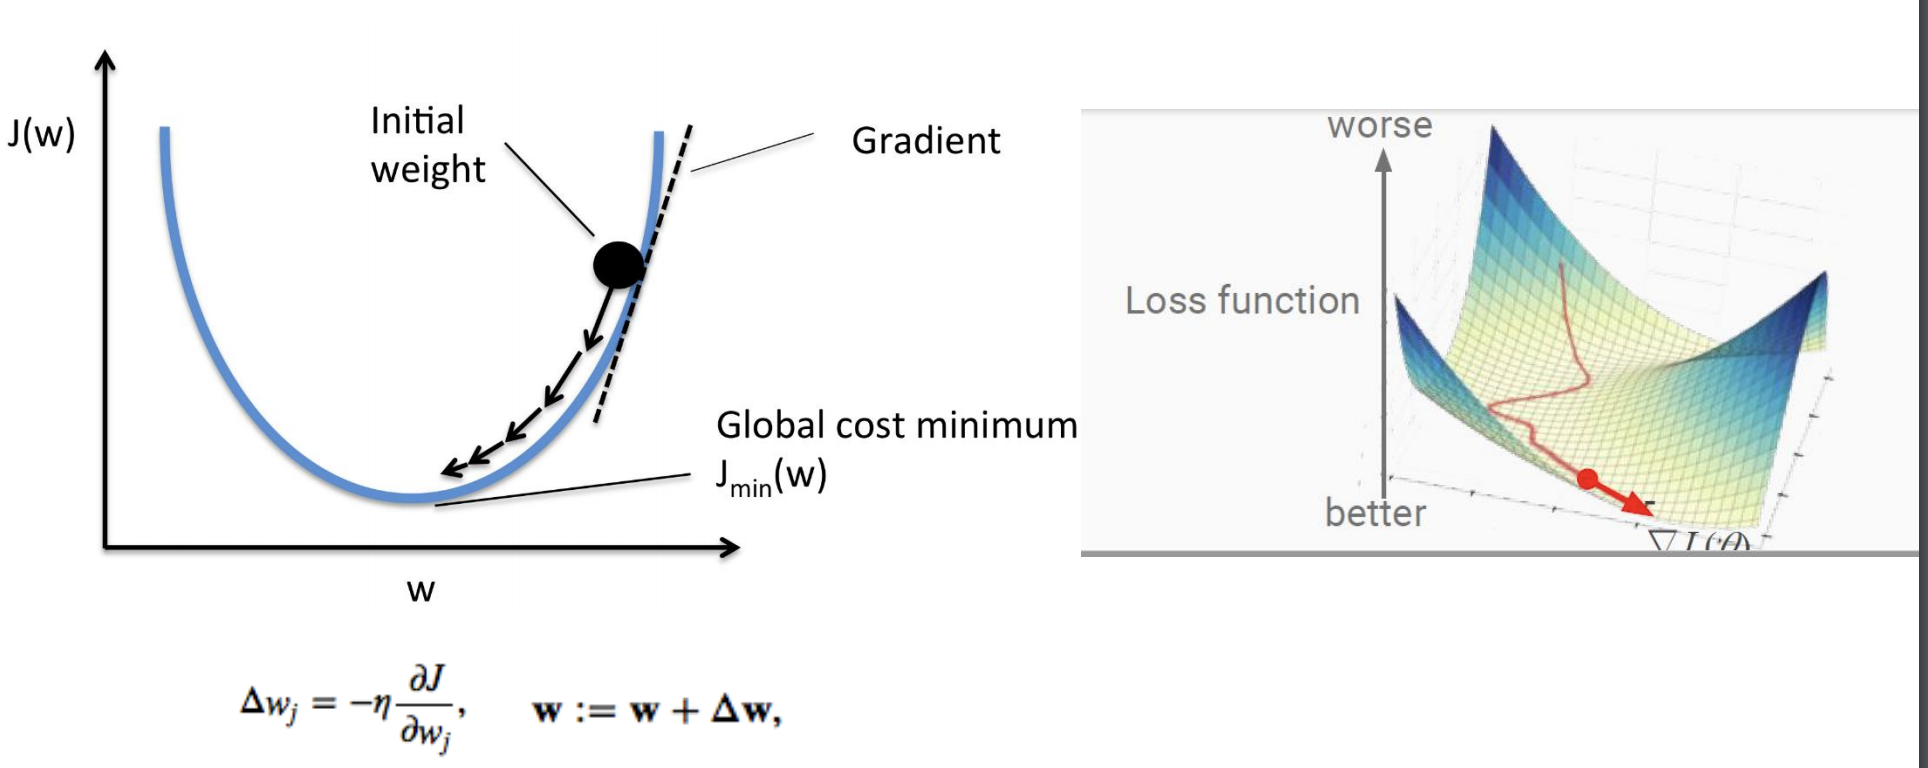 J(w)
Initial
weight
Gradient
Global cost minimum
Jmin(w)
w
Δwj = −η ∂J/∂wj,  w := w + Δw,
worse
Loss function
better